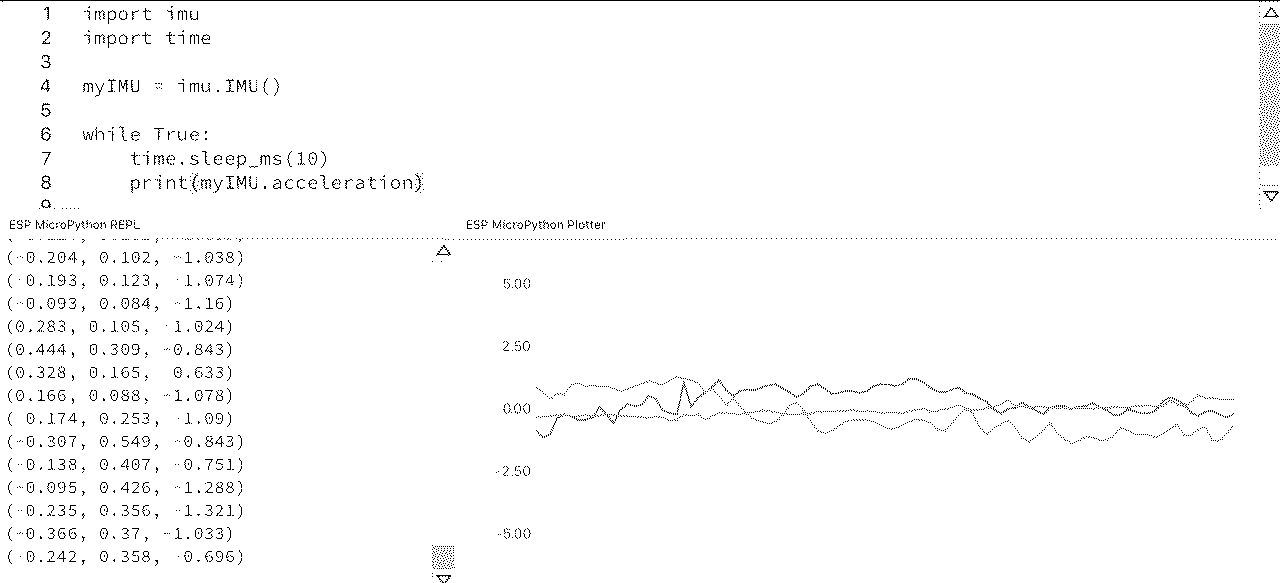 1 import imu
2 import time
3
4 myIMU = imu.IMU()
5
6 while True:
7 time.sleep_ms(10)
8 print(myIMU.acceleration)
9
ESP MicroPython REPL
ESP MicroPython Plotter
(-0.204, 0.102, -1.038)
(-0.193, 0.123, -1.074)
(-0.093, 0.084, -1.16)
(0.283, 0.105, -1.024)
(0.444, 0.309, -0.843)
(0.328, 0.165, 0.633)
(0.166, 0.088, -1.078)
( 0.174, 0.253, -1.09)
(-0.307, 0.549, -0.843)
(-0.138, 0.407, -0.751)
(-0.095, 0.426, -1.288)
(-0.235, 0.356, -1.321)
(-0.366, 0.37, -1.033)
(-0.242, 0.358, -0.696)
5.00
2.50
0.00
-2.50
-5.00